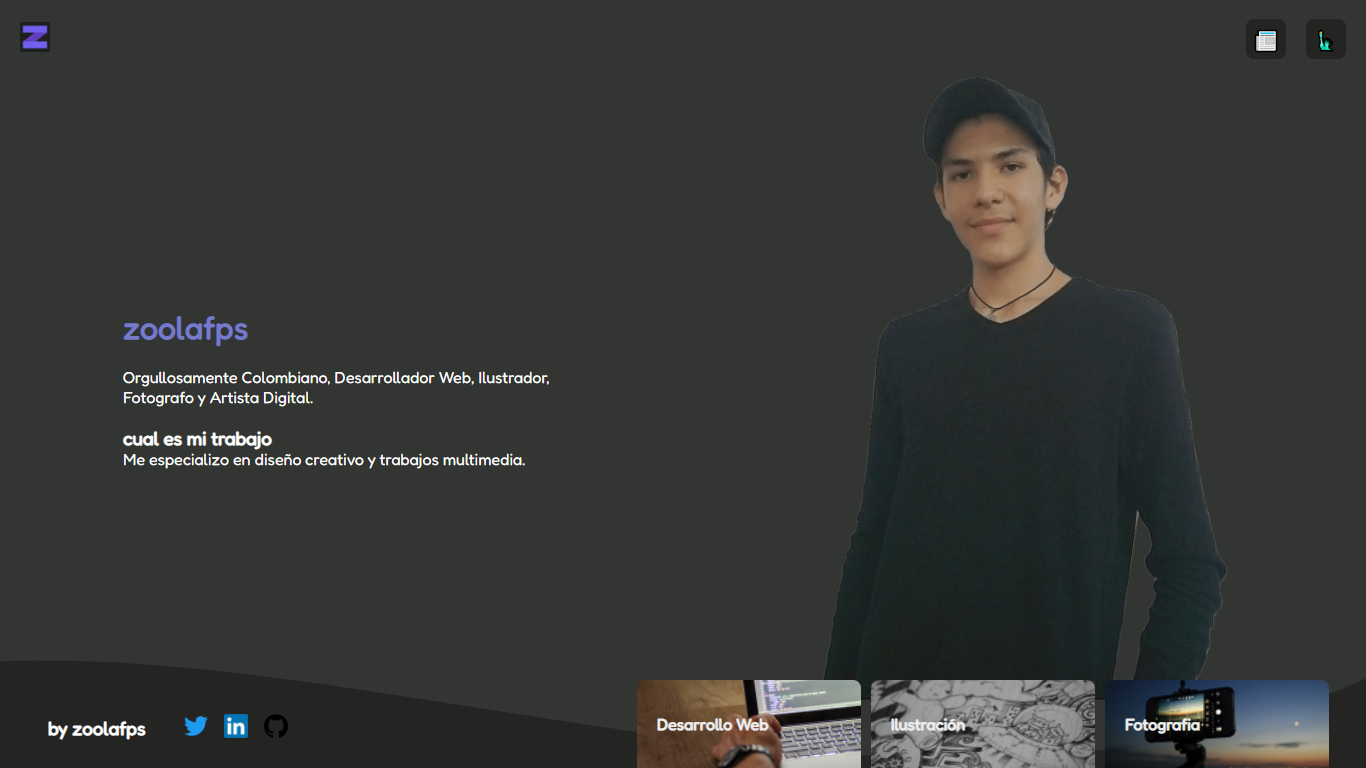 Z
zoolafps
Orgullosamente Colombiano, Desarrollador Web, Ilustrador,
Fotografo y Artista Digital.
cual es mi trabajo
Me especializo en diseño creativo y trabajos multimedia.
by zoolafps
in
Desarrollo Web
Ilustración
Fotografia